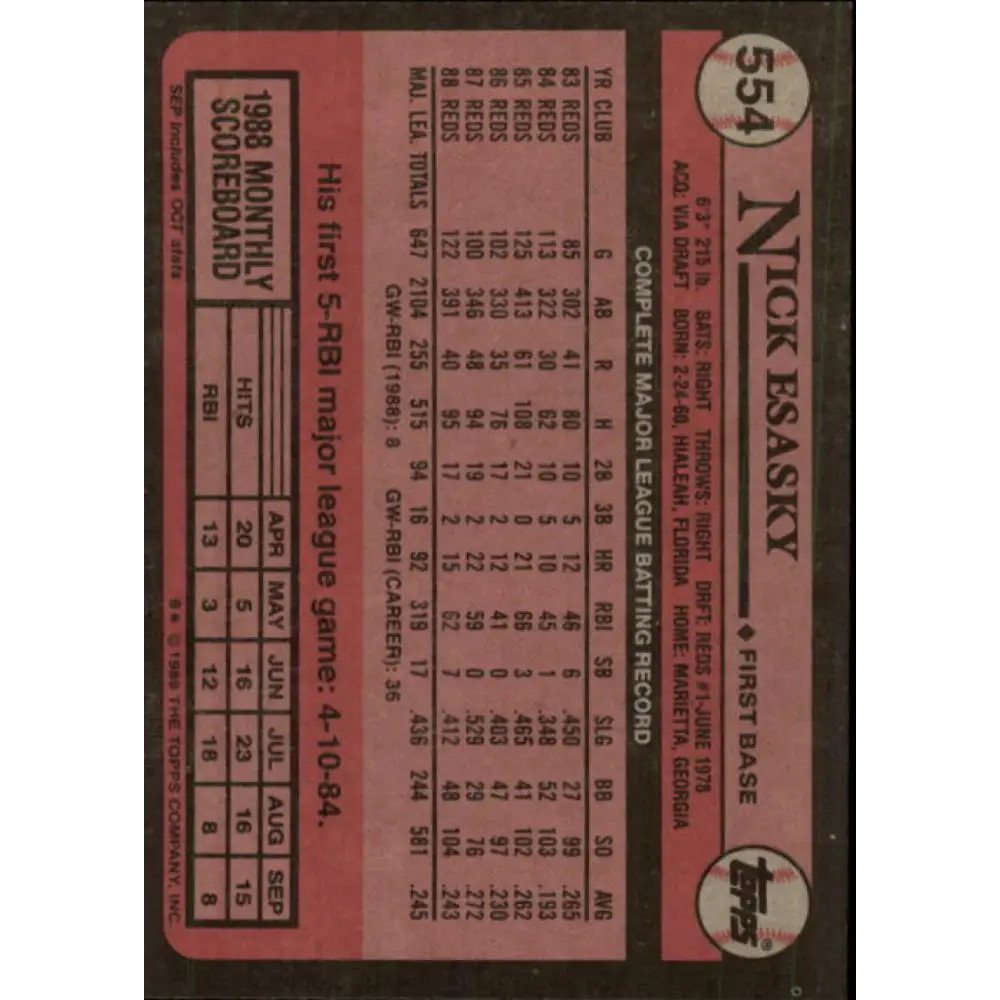 554
NICK ESASKY ◆ FIRST BASE
topps®
6'3" 215 lb. BATS: RIGHT THROWS: RIGHT DRFT: REDS #1-JUNE 1978
ACQ: VIA DRAFT BORN: 2-24-60, HIALEAH, FLORIDA HOME: MARIETTA, GEORGIA
COMPLETE MAJOR LEAGUE BATTING RECORD
YR CLUB G AB R H 2B 3B HR RBI SB SLG BB SO AVG
83 REDS 85 302 41 80 10 5 12 46 6 .450 27 99 .265
84 REDS 113 322 30 62 10 5 10 45 1 .348 52 103 .193
85 REDS 125 413 61 108 21 0 21 66 3 .465 41 102 .262
86 REDS 102 330 35 76 17 2 12 41 0 .403 47 97 .230
87 REDS 100 346 48 94 19 2 22 59 0 .529 29 76 .272
88 REDS 122 391 40 95 17 2 15 62 7 .412 48 104 .243
MAJ. LEA. TOTALS 647 2104 255 515 94 16 92 319 17 .436 244 581 .245
GW-RBI (1988): 8 GW-RBI (CAREER): 36
His first 5-RBI major league game: 4-10-84.
1988 MONTHLY
SCOREBOARD
APR MAY JUN JUL AUG SEP
HITS 20 5 16 23 16 15
RBI 13 3 12 18 8 8
SEP includes OCT stats
B* © 1989 THE TOPPS COMPANY, INC.